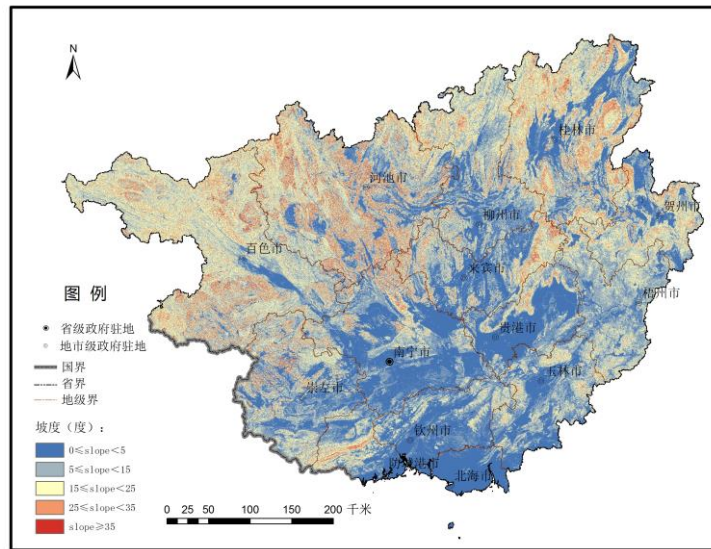 N
桂林市
河池市
贺州市
柳州市
百色市
来宾市
梧州市
图 例
省级政府驻地
贵港市
地市级政府驻地
南宁市
国界
玉林市
省界
崇左市
地级界
坡度（度）：
钦州市
0≤slope<5
防城港市
5≤slope<15
北海市
15≤slope<25
25≤slope<35
0 25 50 100 150 200 千米
slope≥35